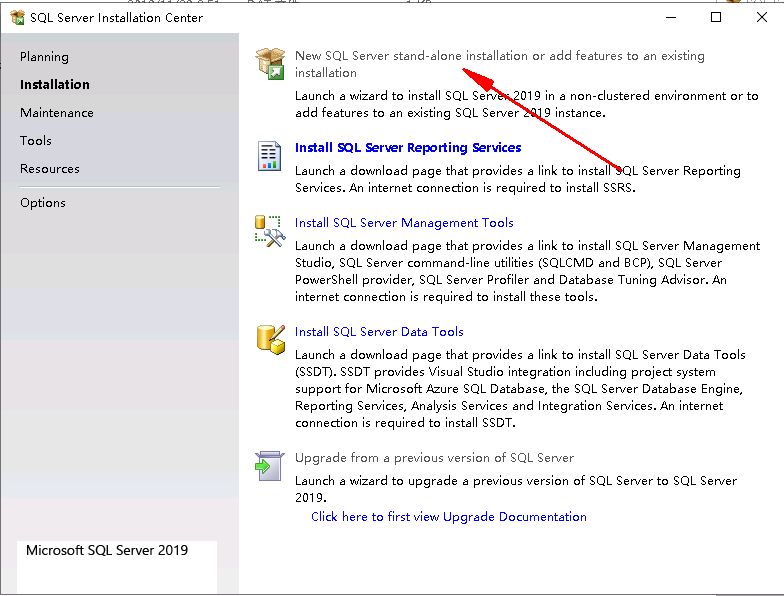 SQL Server Installation Center
Planning
Installation
Maintenance
Tools
Resources
Options
Microsoft SQL Server 2019
New SQL Server stand-alone installation or add features to an existing
installation
Launch a wizard to install SQL Server 2019 in a non-clustered environment or to
add features to an existing SQL Server 2019 instance.
Install SQL Server Reporting Services
Launch a download page that provides a link to install SQL Server Reporting
Services. An internet connection is required to install SSRS.
Install SQL Server Management Tools
Launch a download page that provides a link to install SQL Server Management
Studio, SQL Server command-line utilities (SQLCMD and BCP), SQL Server
PowerShell provider, SQL Server Profiler and Database Tuning Advisor. An
internet connection is required to install these tools.
Install SQL Server Data Tools
Launch a download page that provides a link to install SQL Server Data Tools
(SSDT). SSDT provides Visual Studio integration including project system
support for Microsoft Azure SQL Database, the SQL Server Database Engine,
Reporting Services, Analysis Services and Integration Services. An internet
connection is required to install SSDT.
Upgrade from a previous version of SQL Server
Launch a wizard to upgrade a previous version of SQL Server to SQL Server
2019.
Click here to first view Upgrade Documentation